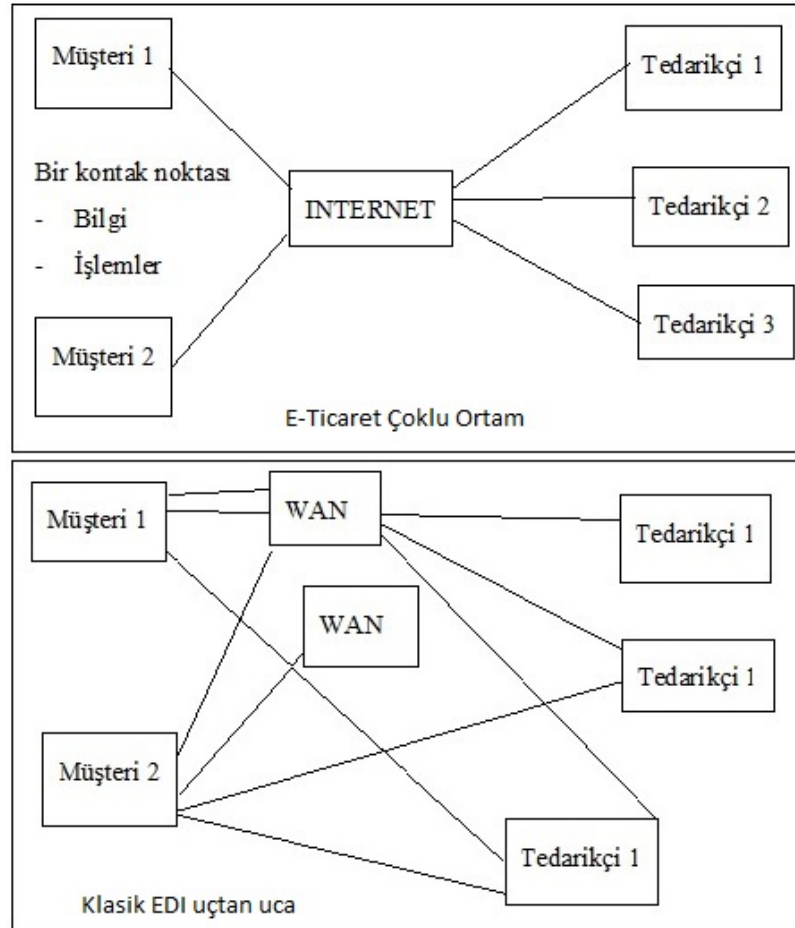 Müşteri 1
Tedarikçi 1
Bir kontak noktası
- Bilgi
- İşlemler
INTERNET
Tedarikçi 2
Müşteri 2
Tedarikçi 3
E-Ticaret Çoklu Ortam
Müşteri 1
WAN
Tedarikçi 1
WAN
Tedarikçi 1
Müşteri 2
Tedarikçi 1
Klasik EDI uçtan uca